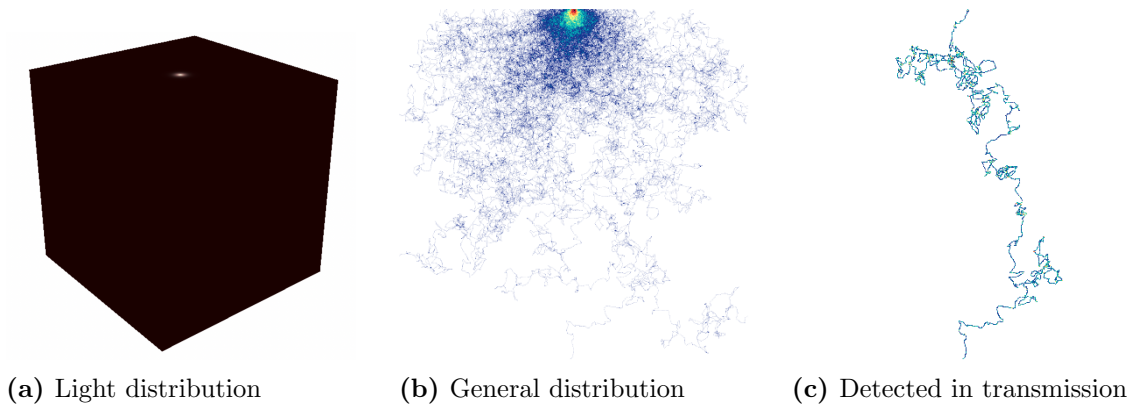 (a) Light distribution
(b) General distribution
(c) Detected in transmission